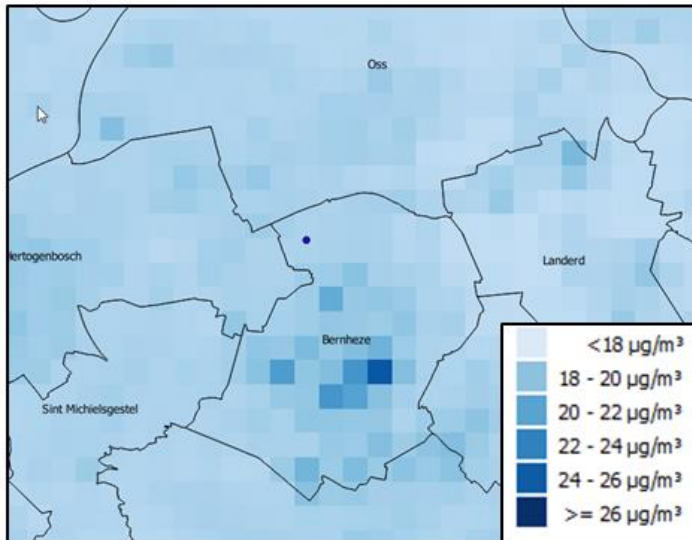 Oss
ertogenbosch
Landerd
Bernheze
Sint Michielsgestel
<18 µg/m³
18 - 20 µg/m³
20 - 22 µg/m³
22 - 24 µg/m³
24 - 26 µg/m³
>= 26 µg/m³